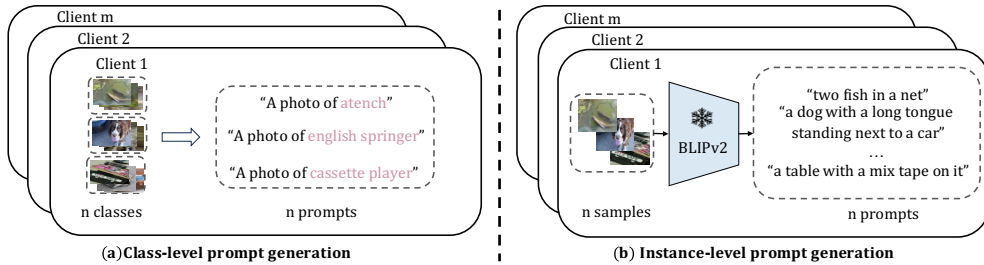 Client m
Client 2
Client 1
“A photo of atench”
“A photo of english springer”
“A photo of cassette player”
n classes
n prompts
(a)Class-level prompt generation
Client m
Client 2
Client 1
BLIPv2
“two fish in a net”
“a dog with a long tongue
standing next to a car”
...
“a table with a mix tape on it”
n samples
n prompts
(b) Instance-level prompt generation